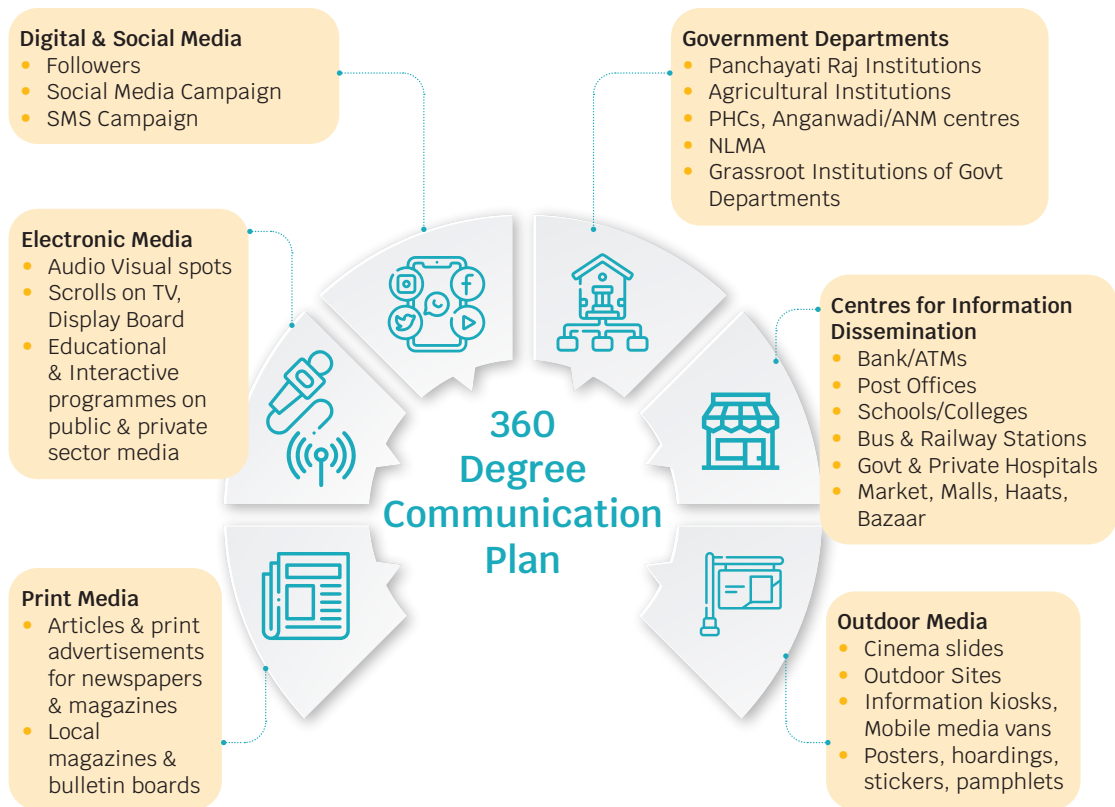 Digital & Social Media
Followers
Social Media Campaign
SMS Campaign
Government Departments
Panchayati Raj Institutions
Agricultural Institutions
PHCs, Anganwadi/ANM centres
NLMA
Grassroot Institutions of Govt
Departments
Electronic Media
Audio Visual spots
Scrolls on TV,
Display Board
Educational
& Interactive
programmes on
public & private
sector media
Centres for Information
Dissemination
Bank/ATMs
Post Offices
Schools/Colleges
Bus & Railway Stations
Govt & Private Hospitals
Market, Malls, Haats,
Bazaar
360
Degree
Communication
Plan
Print Media
Articles & print
advertisements
for newspapers
& magazines
Local
magazines &
bulletin boards
Outdoor Media
Cinema slides
Outdoor Sites
Information kiosks,
Mobile media vans
Posters, hoardings,
stickers, pamphlets